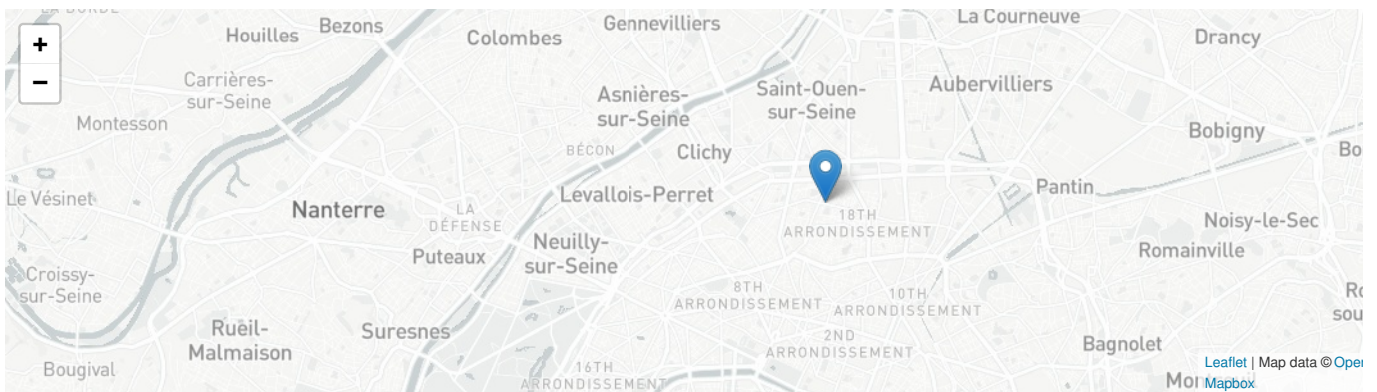 +
−
Houilles
Bezons
Colombes
Gennevilliers
La Courneuve
Drancy
Carrières-
sur-Seine
Montesson
Asnières-
sur-Seine
Saint-Ouen-
sur-Seine
Aubervilliers
Bobigny
BÉCON
Clichy
Le Vésinet
Nanterre
LA
DÉFENSE
Levallois-Perret
Pantin
18TH
ARRONDISSEMENT
Noisy-le-Sec
Romainville
Puteaux
Neuilly-
sur-Seine
Croissy-
sur-Seine
8TH
ARRONDISSEMENT
10TH
ARRONDISSEMENT
Rueil-
Malmaison
Suresnes
2ND
ARRONDISSEMENT
Bagnolet
Bougival
16TH
ARRONDISSEMENT
Leaflet | Map data © Oper
Mapbox